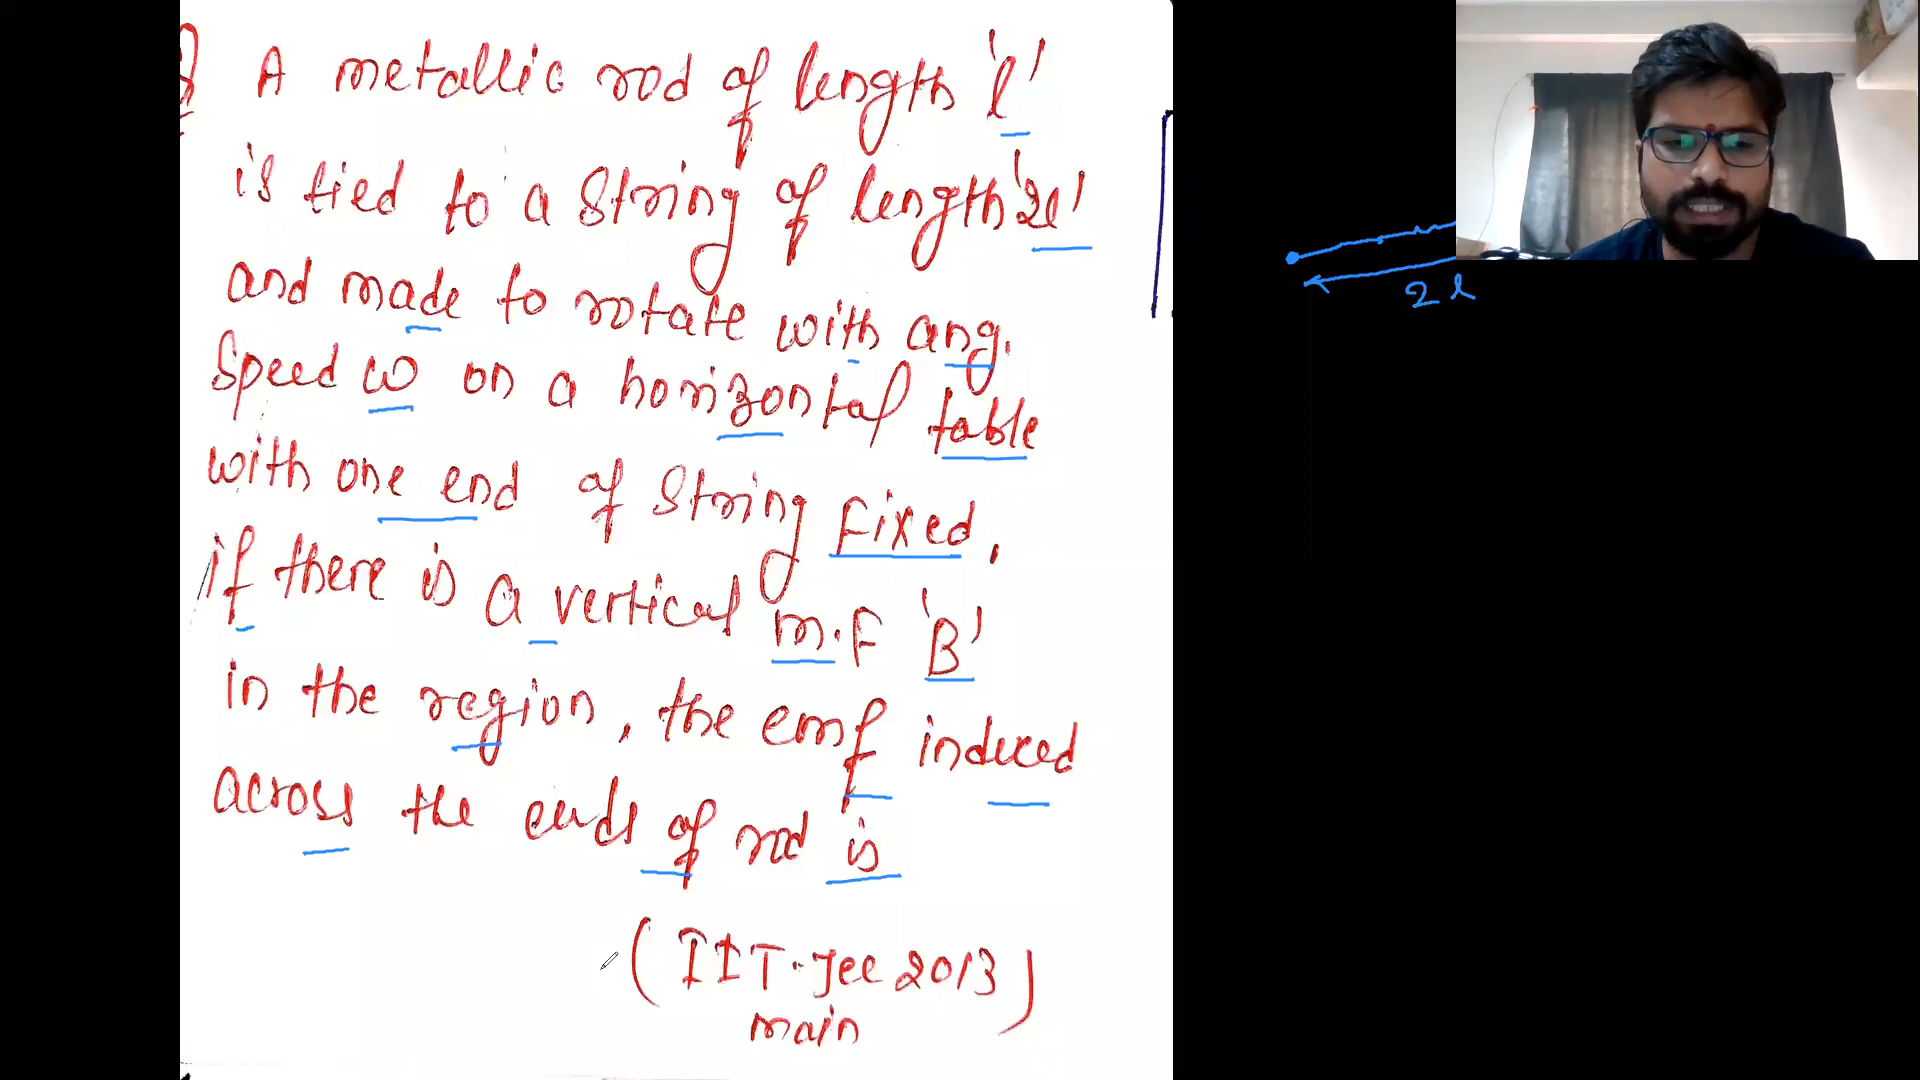 Q A metallic rod of length 'l'
is tied to a string of length '2l'
and made to rotate with ang.
Speed ω on a horizontal table
with one end of string fixed,
if there is a vertical m.F 'B'
in the region, the emf induced
across the ends of rod is
(IIT-Jee 2013)
main
2l